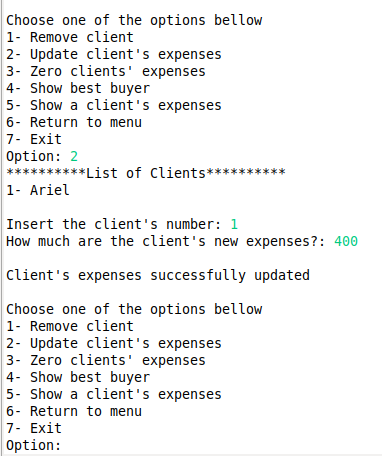 Choose one of the options bellow
1- Remove client
2- Update client's expenses
3- Zero clients' expenses
4- Show best buyer
5- Show a client's expenses
6- Return to menu
7- Exit
Option: 2
**********List of Clients**********
1- Ariel
Insert the client's number: 1
How much are the client's new expenses?: 400
Client's expenses successfully updated
Choose one of the options bellow
1- Remove client
2- Update client's expenses
3- Zero clients' expenses
4- Show best buyer
5- Show a client's expenses
6- Return to menu
7- Exit
Option: